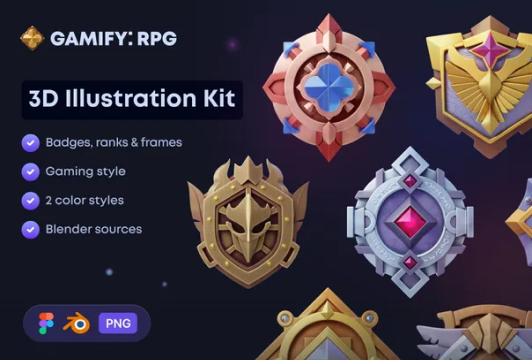 GAMIFY: RPG
3D Illustration Kit
Badges, ranks & frames
Gaming style
2 color styles
Blender sources
PNG